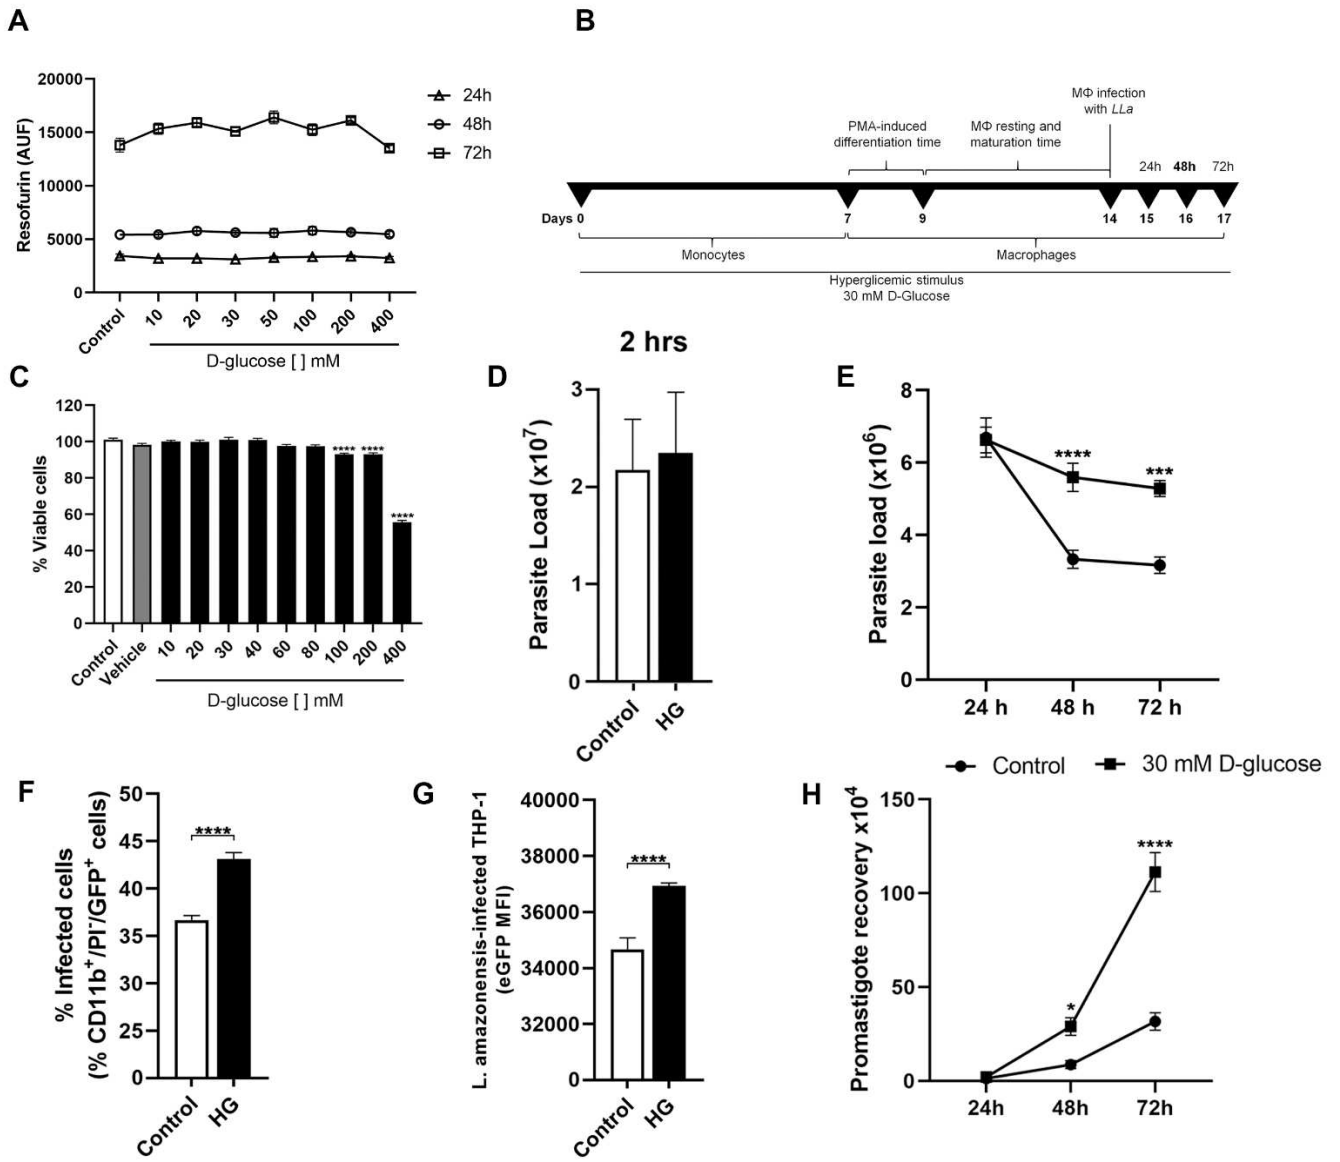 A
20000
15000
10000
5000
0
Resofurin (AUF)
24h
48h
72h
Control
10
20
30
50
100
200
400
D-glucose [ ] mM
B
MΦ infection
with LLa
PMA-induced
differentiation time
MΦ resting and
maturation time
24h 48h 72h
Days 0 7 9 14 15 16 17
Monocytes
Macrophages
Hyperglicemic stimulus
30 mM D-Glucose
C
120
100
80
60
40
20
0
% Viable cells
**** ****
****
Control
Vehicle
10
20
30
40
60
80
100
200
400
D-glucose [ ] mM
D
2 hrs
3
2
1
0
Parasite Load (x10⁷)
Control
HG
E
8
6
4
2
0
Parasite load (x10⁶)
****
***
24 h 48 h 72 h
Control
30 mM D-glucose
F
50
45
40
35
30
25
0
% Infected cells
(% CD11b⁺/PI⁻/GFP⁺ cells)
****
Control
HG
G
40000
38000
36000
34000
32000
0
L. amazonensis-infected THP-1
(eGFP MFI)
****
Control
HG
H
150
100
50
0
Promastigote recovery x10⁴
*
****
24h 48h 72h